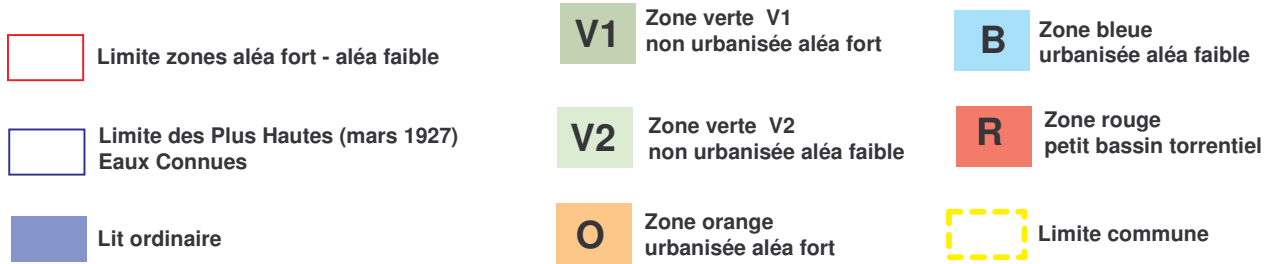 Limite zones aléa fort - aléa faible
Limite des Plus Hautes (mars 1927)
Eaux Connues
Lit ordinaire
V1
Zone verte V1
non urbanisée aléa fort
V2
Zone verte V2
non urbanisée aléa faible
O
Zone orange
urbanisée aléa fort
B
Zone bleue
urbanisée aléa faible
R
Zone rouge
petit bassin torrentiel
Limite commune